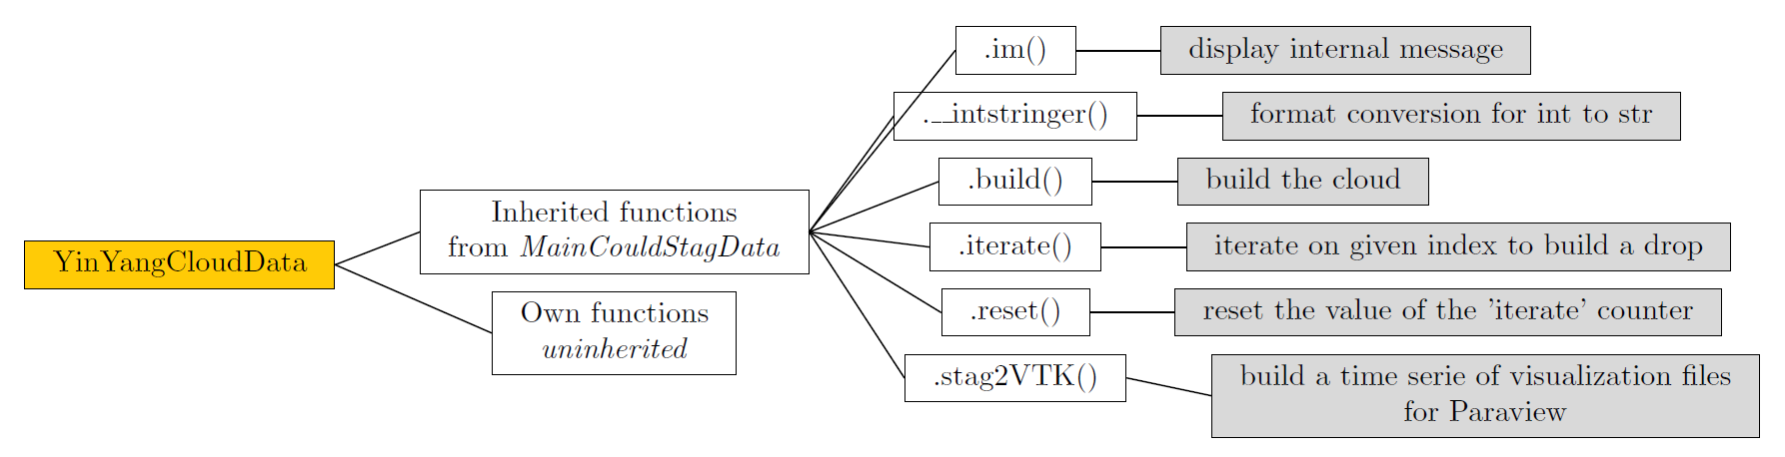 YinYangCloudData
Inherited functions
from MainCouldStagData
Own functions
uninherited
.im()
display internal message
.__intstringer()
format conversion for int to str
.build()
build the cloud
.iterate()
iterate on given index to build a drop
.reset()
reset the value of the 'iterate' counter
.stag2VTK()
build a time serie of visualization files
for Paraview